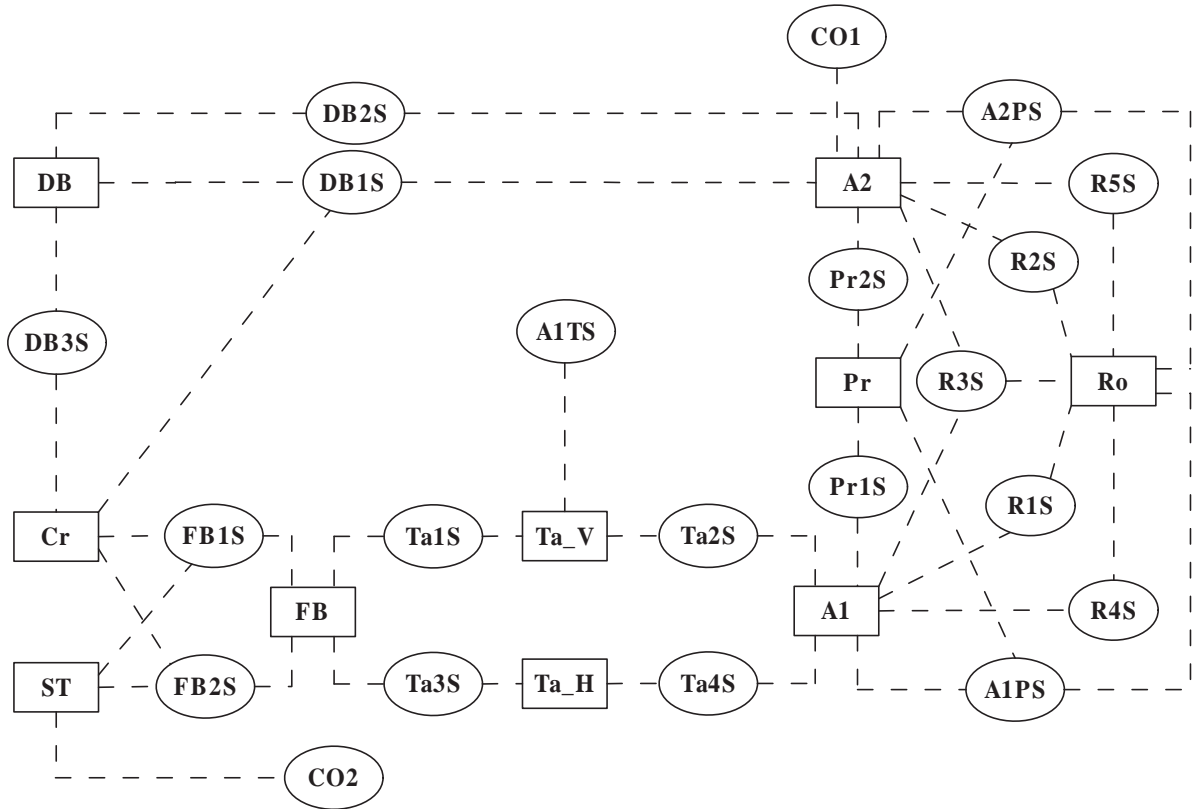 CO1
DB2S
A2PS
DB
DB1S
A2
R5S
R2S
Pr2S
A1TS
DB3S
Pr
R3S
Ro
Pr1S
R1S
Cr
FB1S
Ta1S
Ta_V
Ta2S
FB
A1
R4S
ST
FB2S
Ta3S
Ta_H
Ta4S
A1PS
CO2